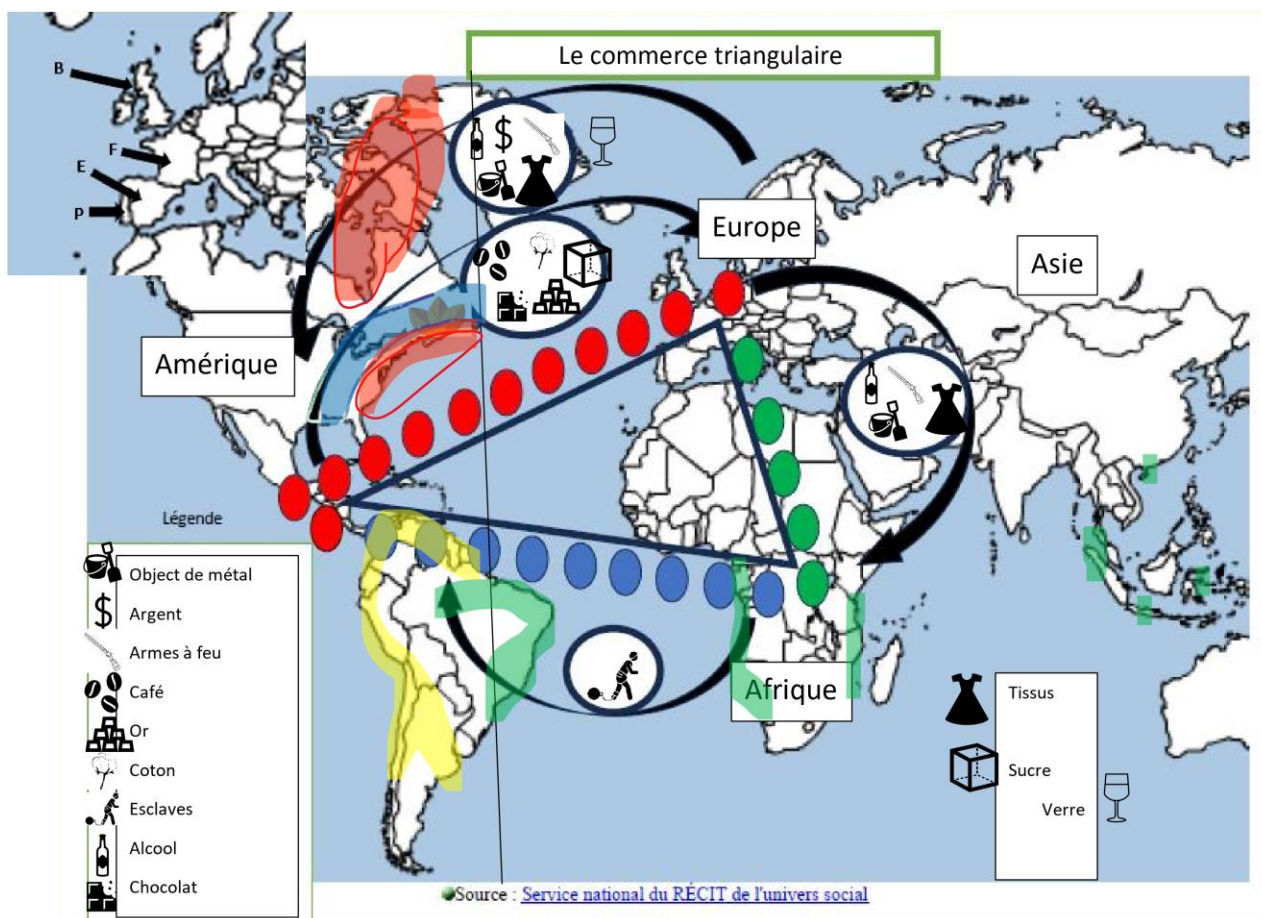 Le commerce triangulaire
B
F
E
P
$
Europe
Asie
Amérique
Légende
Object de métal
$
Argent
Armes à feu
Café
Or
Coton
Esclaves
Alcool
Chocolat
Afrique
Tissus
Sucre
Verre
Source : Service national du RÉCIT de l'univers social